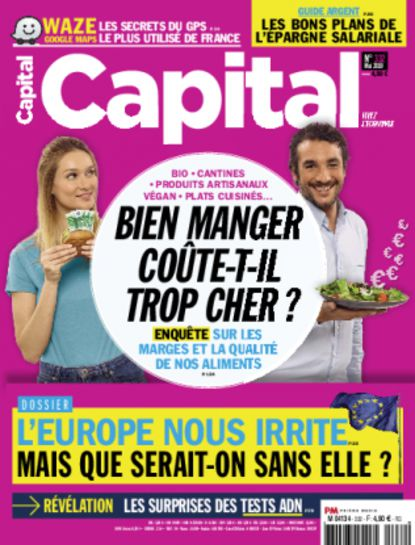 WAZE
GOOGLE MAPS
LES SECRETS DU GPS
LE PLUS UTILISÉ DE FRANCE
GUIDE ARGENT
LES BONS PLANS DE
L'ÉPARGNE SALARIALE
Capital
Capital
BIO • CANTINES
• PRODUITS ARTISANAUX
VÉGAN • PLATS CUISINÉS...
BIEN MANGER
COÛTE-T-IL
TROP CHER ?
ENQUÊTE SUR LES
MARGES ET LA QUALITÉ
DE NOS ALIMENTS
€
€
€
€
€
DOSSIER
L'EUROPE NOUS IRRITE
MAIS QUE SERAIT-ON SANS ELLE ?
RÉVÉLATION LES SURPRISES DES TESTS ADN
PM PRISMA MEDIA